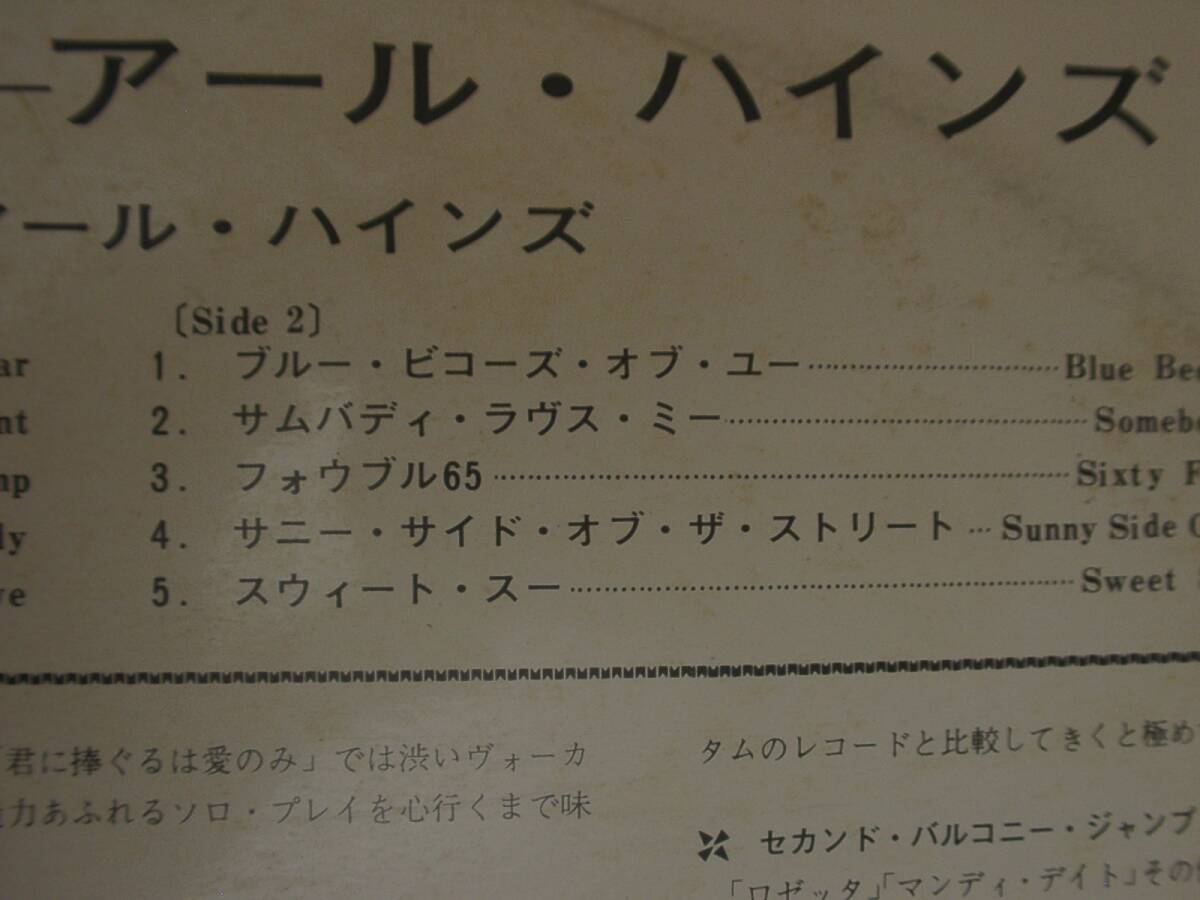 アール・ハインズ
アール・ハインズ
〔Side 2〕
1. ブルー・ビコーズ・オブ・ユー Blue Bec
2. サムバディ・ラヴス・ミー Someb
3. フォウブル65 Sixty F
4. サニー・サイド・オブ・ザ・ストリート Sunny Side O
5. スウィート・スー Sweet
ar
nt
mp
ly
ve
「君に捧ぐるは愛のみ」では渋いヴォーカ
力あふれるソロ・プレイを心行くまで味
タムのレコードと比較してきくと極め
セカンド・バルコニー・ジャンプ
「ロゼッタ」「マンディ・デイト」その